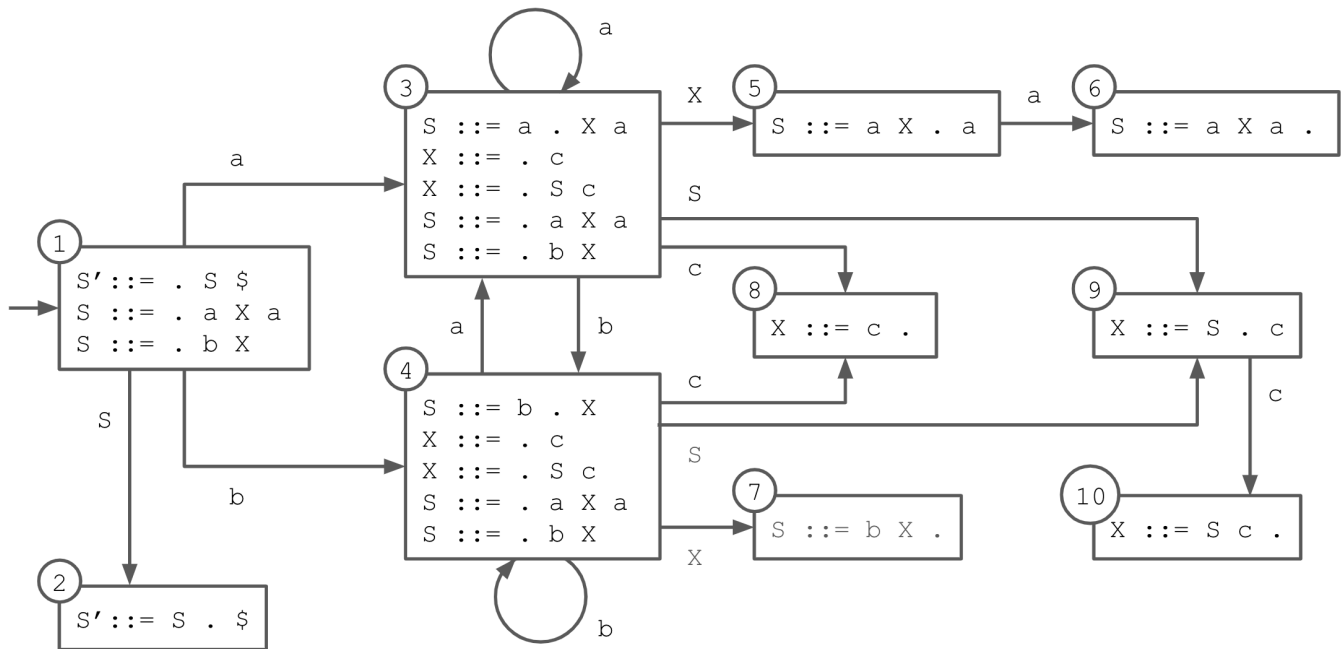 a
3
S ::= a . X a
X ::= . c
X ::= . S c
S ::= . a X a
S ::= . b X
X
5
S ::= a X . a
a
6
S ::= a X a .
a
S
c
1
S'::= . S $
S ::= . a X a
S ::= . b X
8
X ::= c .
9
X ::= S . c
a
b
4
S ::= b . X
X ::= . c
X ::= . S c
S ::= . a X a
S ::= . b X
c
S
c
S
b
X
7
S ::= b X .
10
X ::= S c .
2
S'::= S . $
b